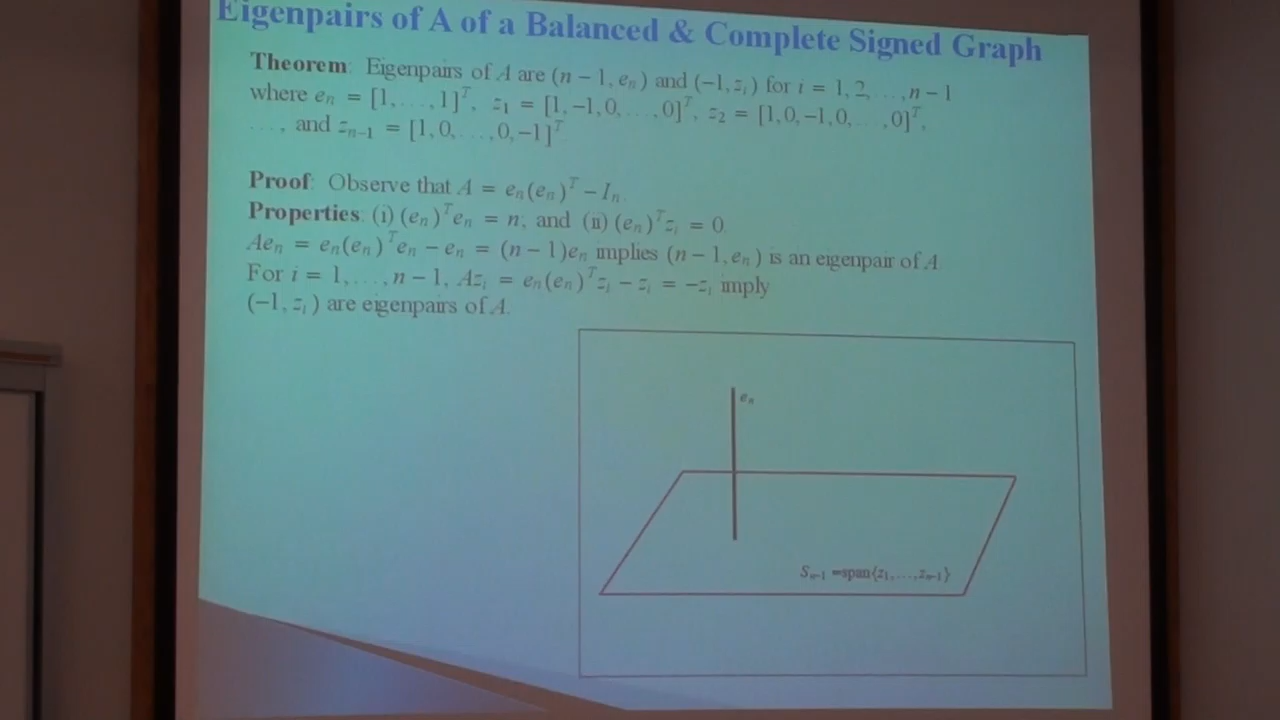 Eigenpairs of A of a Balanced & Complete Signed Graph
Theorem: Eigenpairs of A are (n − 1, eₙ) and (−1, zᵢ) for i = 1, 2, …, n − 1
where eₙ = [1, …, 1]ᵀ, z₁ = [1, −1, 0, …, 0]ᵀ, z₂ = [1, 0, −1, 0, …, 0]ᵀ,
…, and zₙ₋₁ = [1, 0, …, 0, −1]ᵀ
Proof: Observe that A = eₙ(eₙ)ᵀ − Iₙ.
Properties: (i) (eₙ)ᵀeₙ = n; and (ii) (eₙ)ᵀzᵢ = 0.
Aeₙ = eₙ(eₙ)ᵀeₙ − eₙ = (n − 1)eₙ implies (n − 1, eₙ) is an eigenpair of A.
For i = 1, …, n − 1, Azᵢ = eₙ(eₙ)ᵀzᵢ − zᵢ = −zᵢ imply
(−1, zᵢ) are eigenpairs of A.
eₙ
Sₙ₋₁ =span{z₁,…,zₙ₋₁}